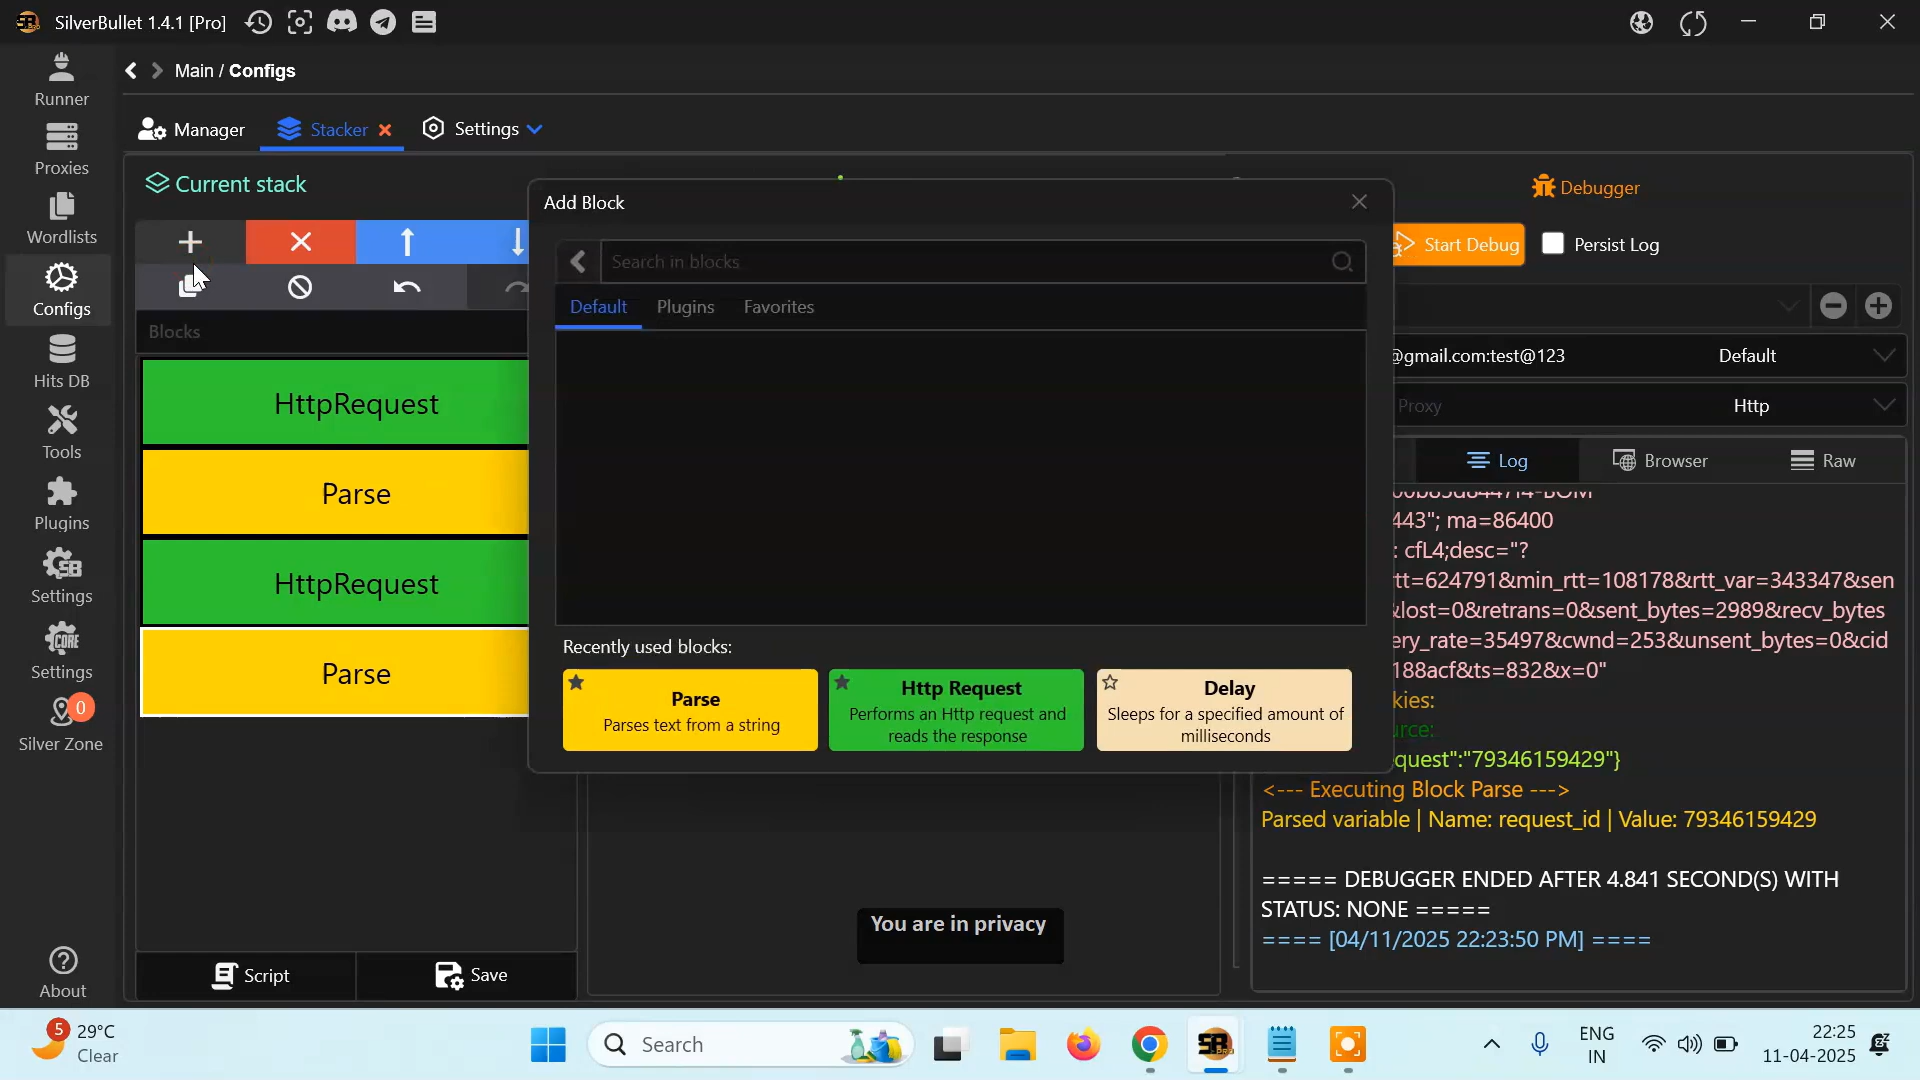 SilverBullet 1.4.1 [Pro]
Runner
Proxies
Wordlists
Configs
Hits DB
Tools
Plugins
Settings
Settings
0
Silver Zone
About
Main / Configs
Manager
Stacker
Settings
Current stack
Blocks
HttpRequest
Parse
HttpRequest
Parse
Script
Save
Add Block
Search in blocks
Default
Plugins
Favorites
Recently used blocks:
Parse
Parses text from a string
Http Request
Performs an Http request and
reads the response
Delay
Sleeps for a specified amount of
milliseconds
You are in privacy
Debugger
Start Debug
Persist Log
@gmail.com:test@123
Default
Proxy
Http
Log
Browser
Raw
443"; ma=86400
: cfL4;desc="?
tt=624791&min_rtt=108178&rtt_var=343347&sen
&lost=0&retrans=0&sent_bytes=2989&recv_bytes
ery_rate=35497&cwnd=253&unsent_bytes=0&cid
188acf&ts=832&x=0"
kies:
urce:
quest":"79346159429"}
<--- Executing Block Parse --->
Parsed variable | Name: request_id | Value: 79346159429
===== DEBUGGER ENDED AFTER 4.841 SECOND(S) WITH
STATUS: NONE =====
==== [04/11/2025 22:23:50 PM] ====
5
29°C
Clear
Search
ENG
IN
22:25
11-04-2025